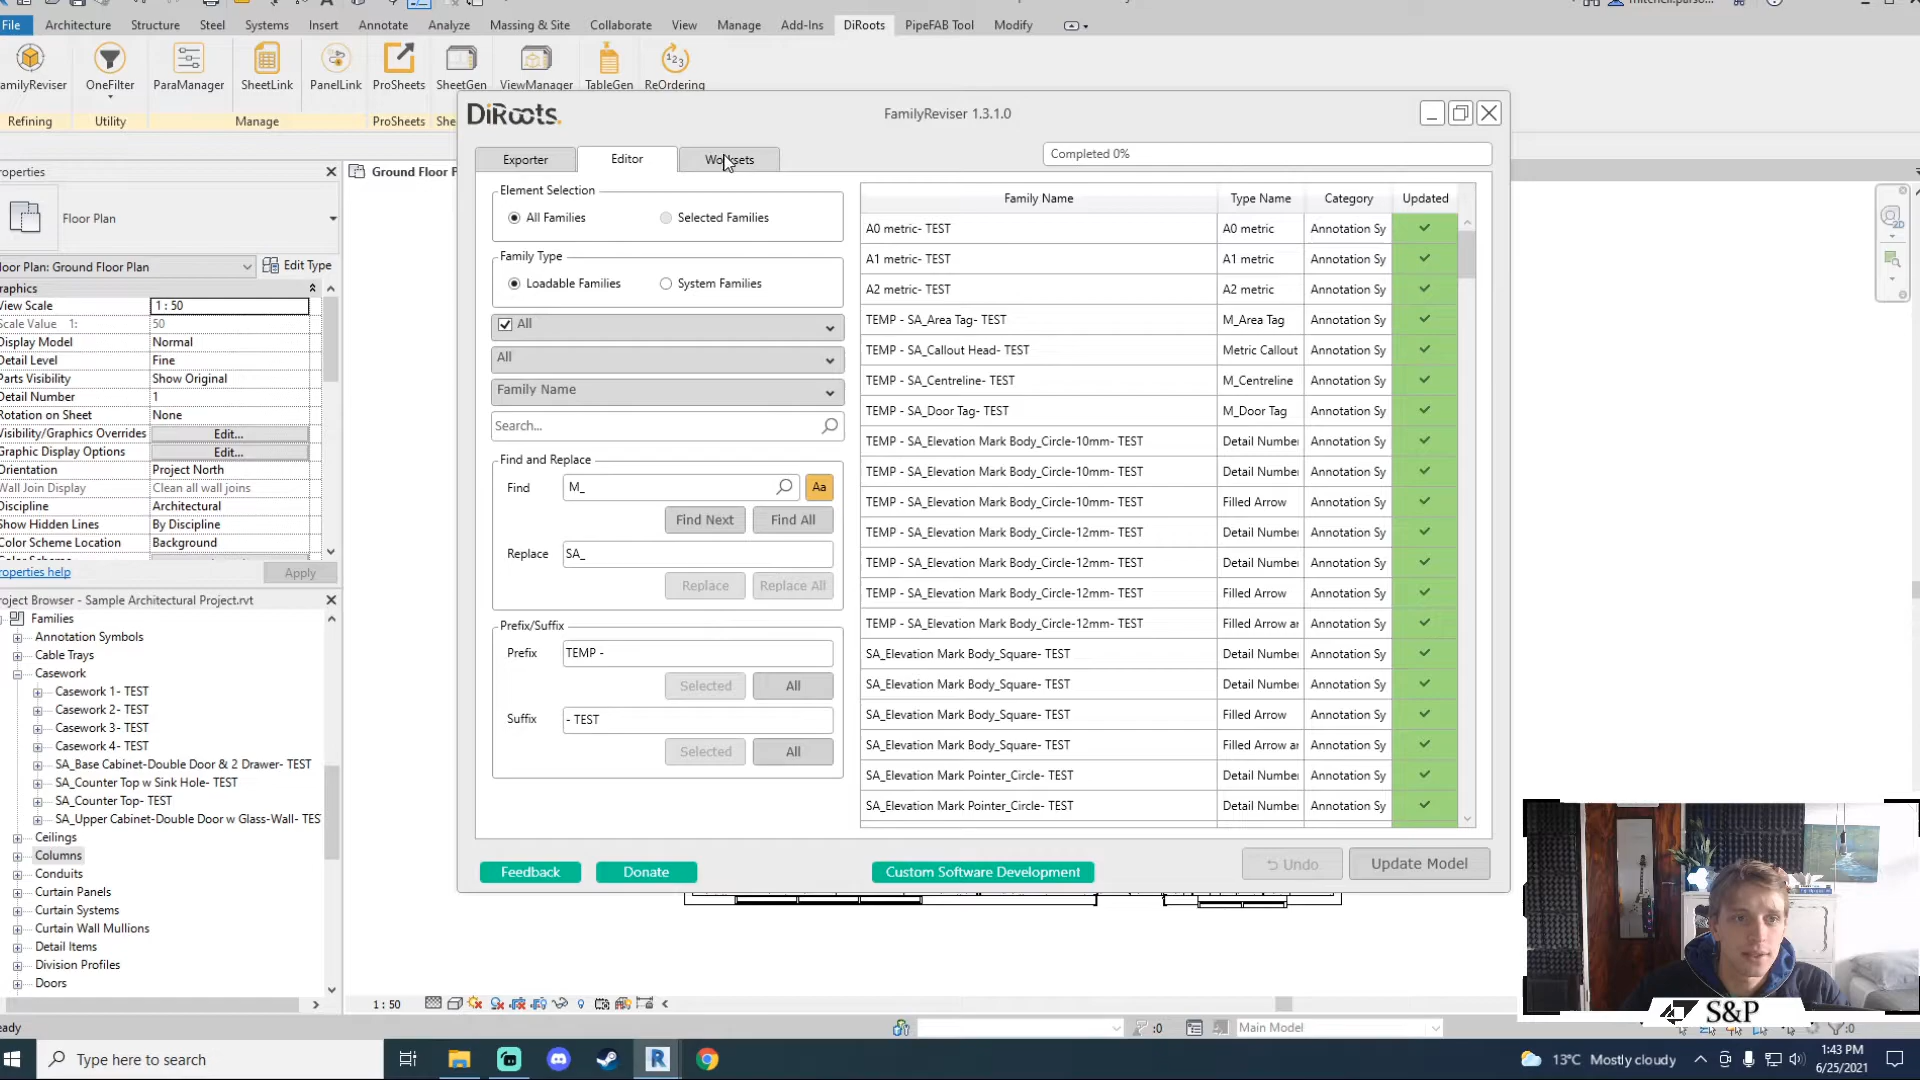 File Architecture Structure Steel Systems Insert Annotate Analyze Massing & Site Collaborate View Manage Add-Ins DiRoots PipeFAB Tool Modify
amilyReviser OneFilter ParaManager SheetLink PanelLink ProSheets SheetGen ViewManager TableGen ReOrdering
Refining Utility Manage ProSheets She
DiRoots.
FamilyReviser 1.3.1.0
Exporter Editor Worksets
Completed 0%
roperties
Ground Floor P
Floor Plan
loor Plan: Ground Floor Plan
Edit Type
raphics
View Scale 1 : 50
Scale Value 1: 50
Display Model Normal
Detail Level Fine
Parts Visibility Show Original
Detail Number 1
Rotation on Sheet None
Visibility/Graphics Overrides Edit...
Graphic Display Options Edit...
Orientation Project North
Wall Join Display Clean all wall joins
Discipline Architectural
Show Hidden Lines By Discipline
Color Scheme Location Background
Color Scheme
roperties help
Apply
roject Browser - Sample Architectural Project.rvt
Families
Annotation Symbols
Cable Trays
Casework
Casework 1- TEST
Casework 2- TEST
Casework 3- TEST
Casework 4- TEST
SA_Base Cabinet-Double Door & 2 Drawer- TEST
SA_Counter Top w Sink Hole- TEST
SA_Counter Top- TEST
SA_Upper Cabinet-Double Door w Glass-Wall- TES
Ceilings
Columns
Conduits
Curtain Panels
Curtain Systems
Curtain Wall Mullions
Detail Items
Division Profiles
Doors
Element Selection
All Families Selected Families
Family Type
Loadable Families System Families
All
All
Family Name
Search...
Find and Replace
Find M_ Aa
Find Next Find All
Replace SA_
Replace Replace All
Prefix/Suffix
Prefix TEMP -
Selected All
Suffix - TEST
Selected All
Family Name Type Name Category Updated
A0 metric- TEST A0 metric Annotation Sy
A1 metric- TEST A1 metric Annotation Sy
A2 metric- TEST A2 metric Annotation Sy
TEMP - SA_Area Tag- TEST M_Area Tag Annotation Sy
TEMP - SA_Callout Head- TEST Metric Callout Annotation Sy
TEMP - SA_Centreline- TEST M_Centreline Annotation Sy
TEMP - SA_Door Tag- TEST M_Door Tag Annotation Sy
TEMP - SA_Elevation Mark Body_Circle-10mm- TEST Detail Number Annotation Sy
TEMP - SA_Elevation Mark Body_Circle-10mm- TEST Detail Number Annotation Sy
TEMP - SA_Elevation Mark Body_Circle-10mm- TEST Filled Arrow Annotation Sy
TEMP - SA_Elevation Mark Body_Circle-12mm- TEST Detail Number Annotation Sy
TEMP - SA_Elevation Mark Body_Circle-12mm- TEST Detail Number Annotation Sy
TEMP - SA_Elevation Mark Body_Circle-12mm- TEST Filled Arrow Annotation Sy
TEMP - SA_Elevation Mark Body_Circle-12mm- TEST Filled Arrow ar Annotation Sy
SA_Elevation Mark Body_Square- TEST Detail Number Annotation Sy
SA_Elevation Mark Body_Square- TEST Detail Number Annotation Sy
SA_Elevation Mark Body_Square- TEST Filled Arrow Annotation Sy
SA_Elevation Mark Body_Square- TEST Filled Arrow ar Annotation Sy
SA_Elevation Mark Pointer_Circle- TEST Detail Number Annotation Sy
SA_Elevation Mark Pointer_Circle- TEST Detail Number Annotation Sy
Feedback Donate Custom Software Development Undo Update Model
S&P
1 : 50
eady
:0
Main Model
:0
Type here to search
13°C Mostly cloudy
1:43 PM
6/25/2021